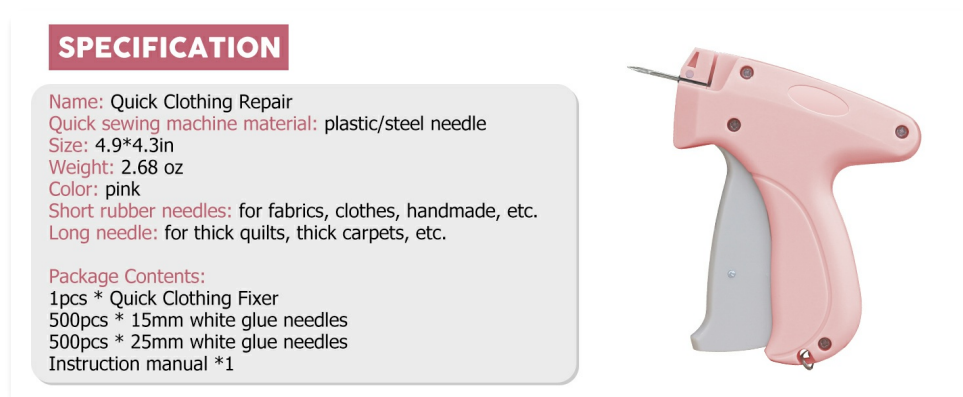 SPECIFICATION
Name: Quick Clothing Repair
Quick sewing machine material: plastic/steel needle
Size: 4.9*4.3in
Weight: 2.68 oz
Color: pink
Short rubber needles: for fabrics, clothes, handmade, etc.
Long needle: for thick quilts, thick carpets, etc.
Package Contents:
1pcs * Quick Clothing Fixer
500pcs * 15mm white glue needles
500pcs * 25mm white glue needles
Instruction manual *1